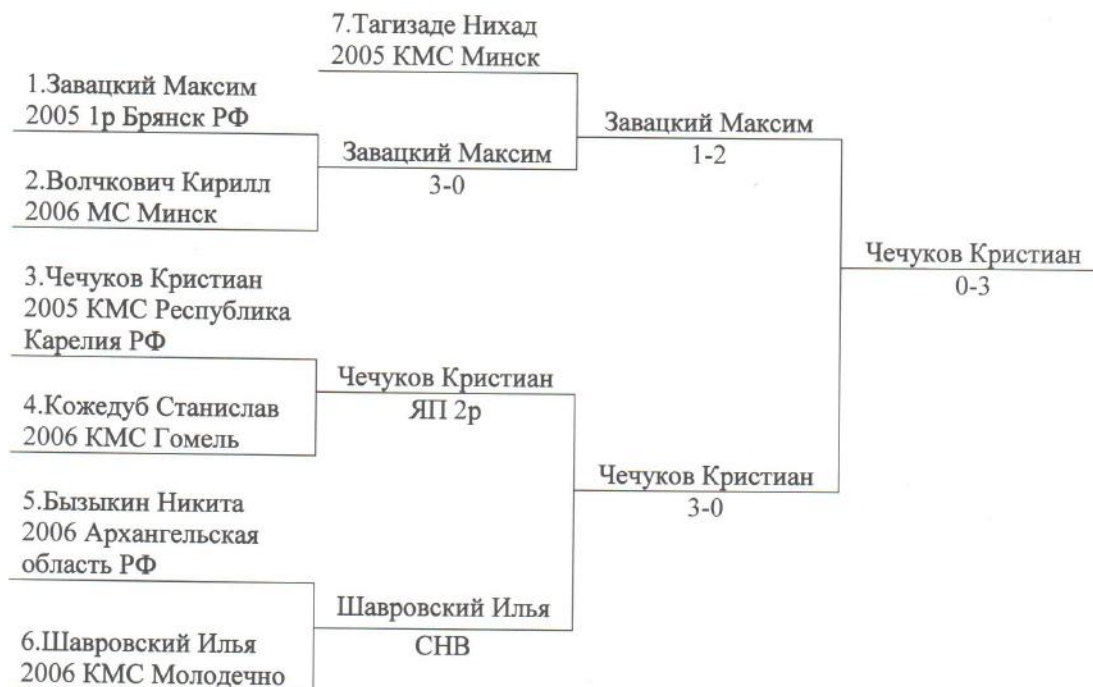 7.Тагизаде Нихад
2005 КМС Минск
1.Завацкий Максим
2005 1р Брянск РФ
Завацкий Максим
1-2
Завацкий Максим
3-0
2.Волчкович Кирилл
2006 МС Минск
Чечуков Кристиан
0-3
3.Чечуков Кристиан
2005 КМС Республика
Карелия РФ
Чечуков Кристиан
ЯП 2р
4.Кожедуб Станислав
2006 КМС Гомель
Чечуков Кристиан
3-0
5.Бызыкин Никита
2006 Архангельская
область РФ
Шавровский Илья
СНВ
6.Шавровский Илья
2006 КМС Молодечно